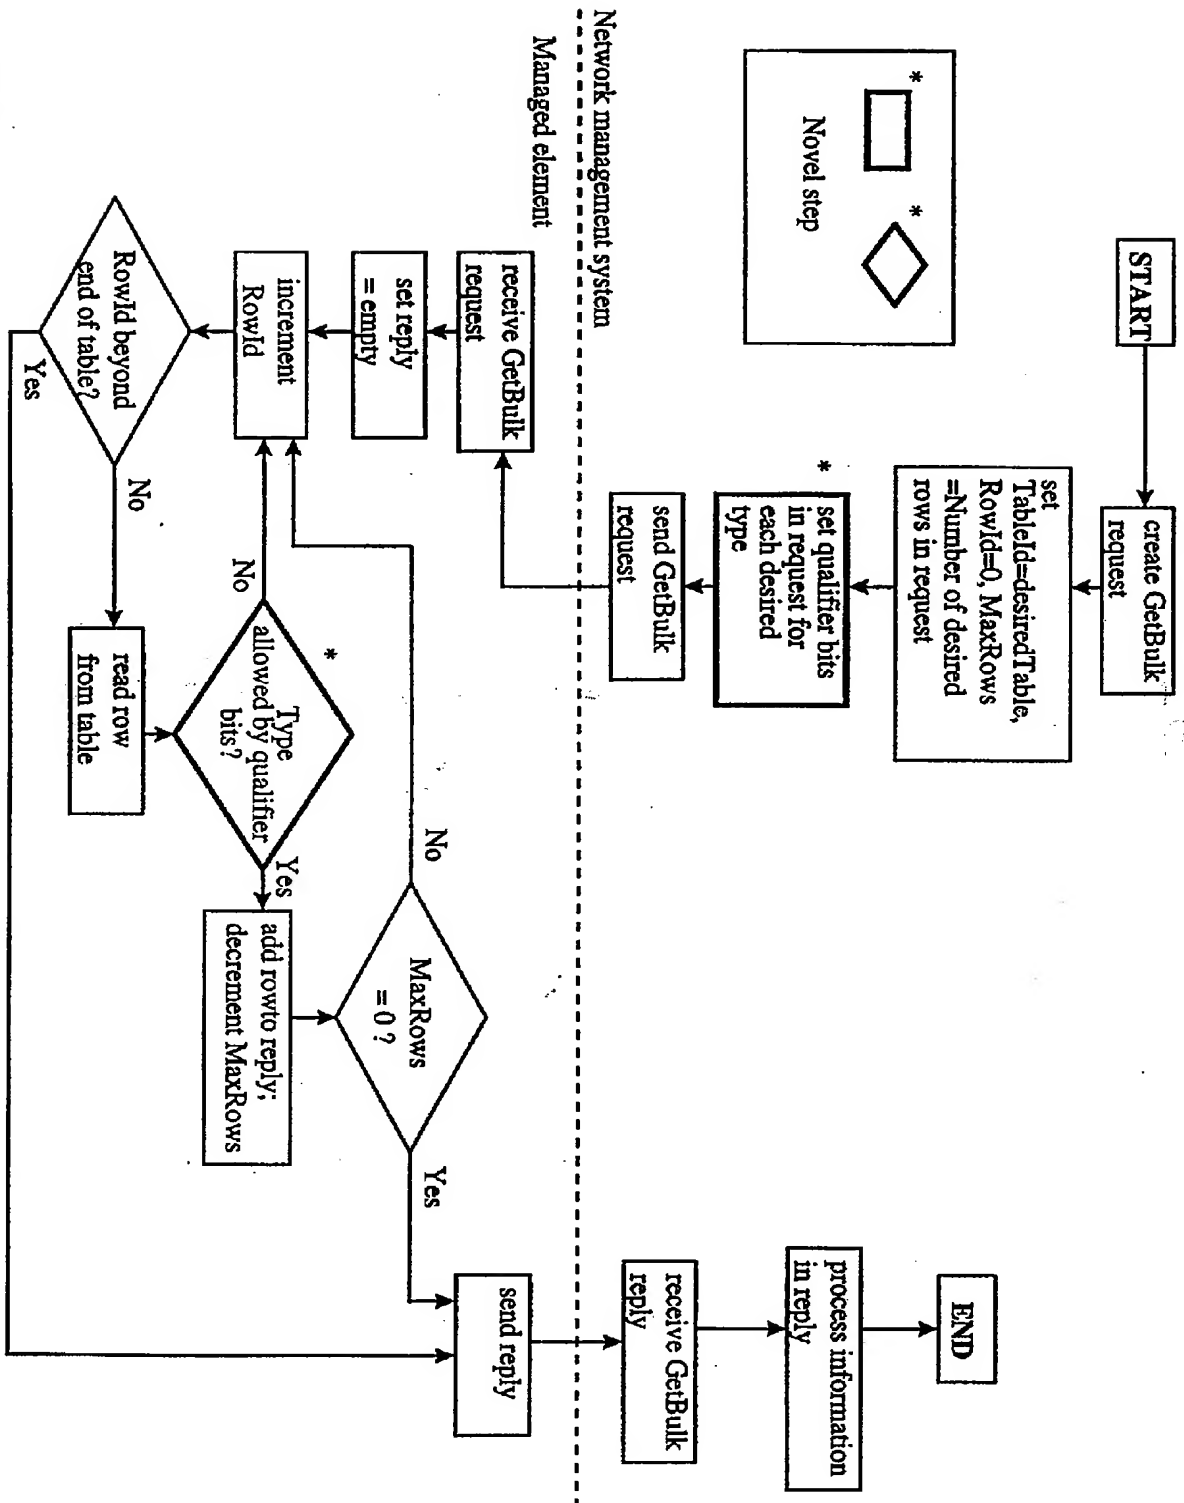 START
create GetBulk
request
set
TableId=desiredTable,
RowId=0, MaxRows
=Number of desired
rows in request
*
set qualifier bits
in request for
each desired
type
send GetBulk
request
*
*
Novel step
END
process information
in reply
receive GetBulk
reply
Network management system
Managed element
receive GetBulk
request
set reply
= empty
increment
RowId
RowId beyond
end of table?
Yes
No
read row
from table
*
Type
allowed by qualifier
bits?
No
Yes
add rowto reply;
decrement MaxRows
MaxRows
= 0 ?
No
Yes
send reply